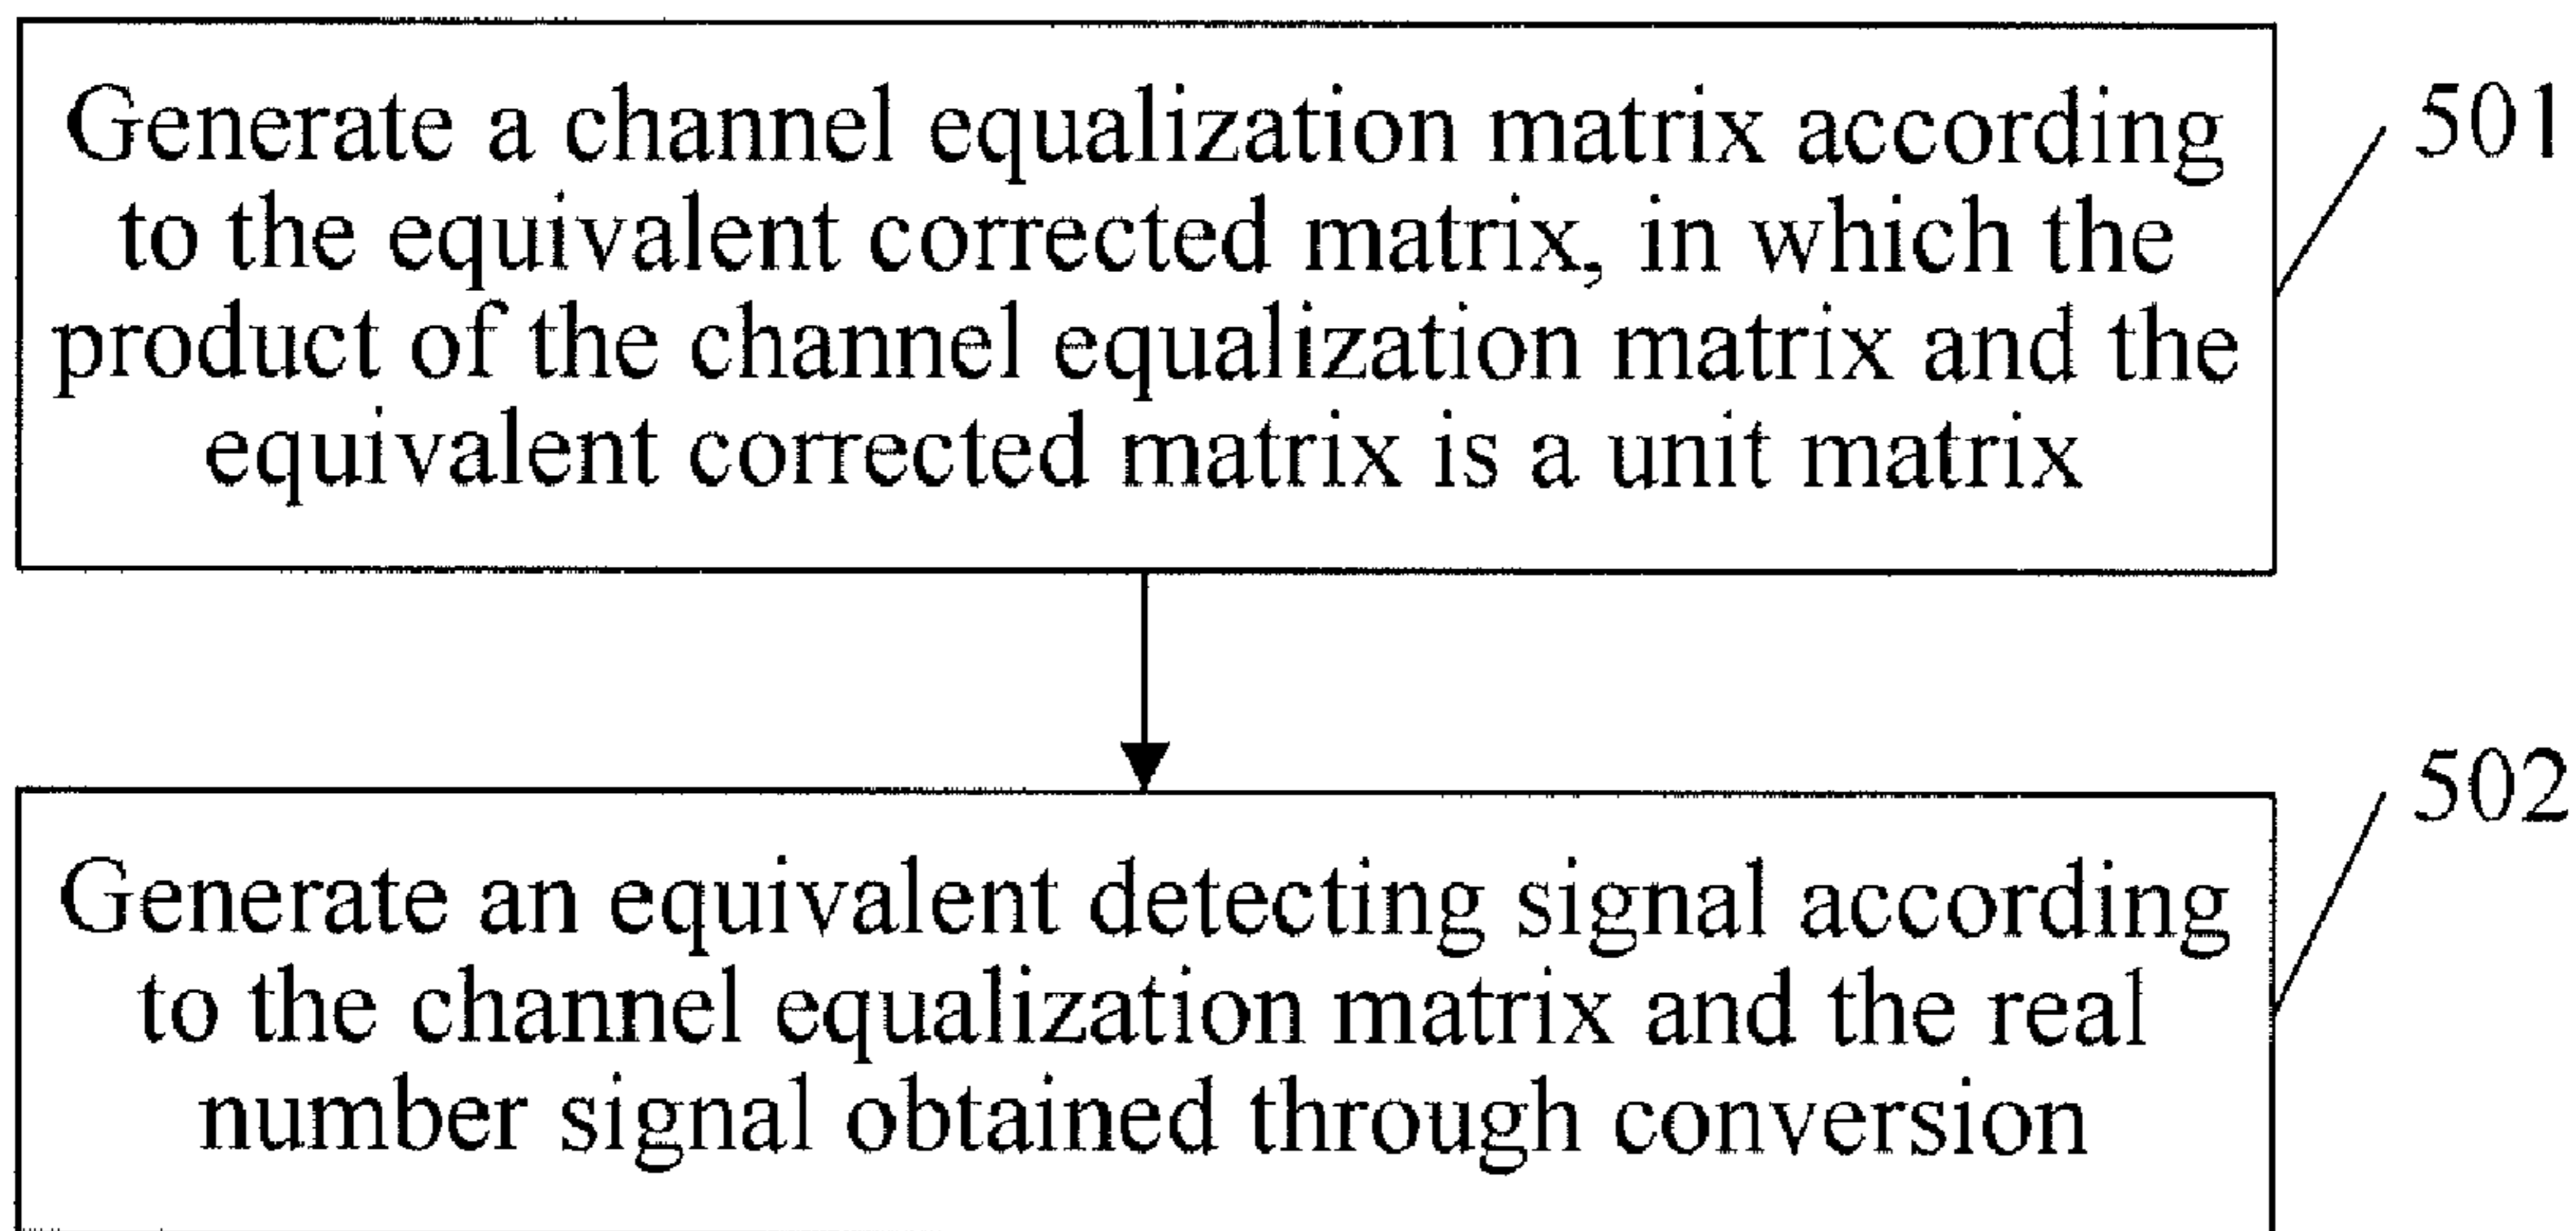 Generate a channel equalization matrix according
to the equivalent corrected matrix, in which the
product of the channel equalization matrix and the
equivalent corrected matrix is a unit matrix
501
Generate an equivalent detecting signal according
to the channel equalization matrix and the real
number signal obtained through conversion
502